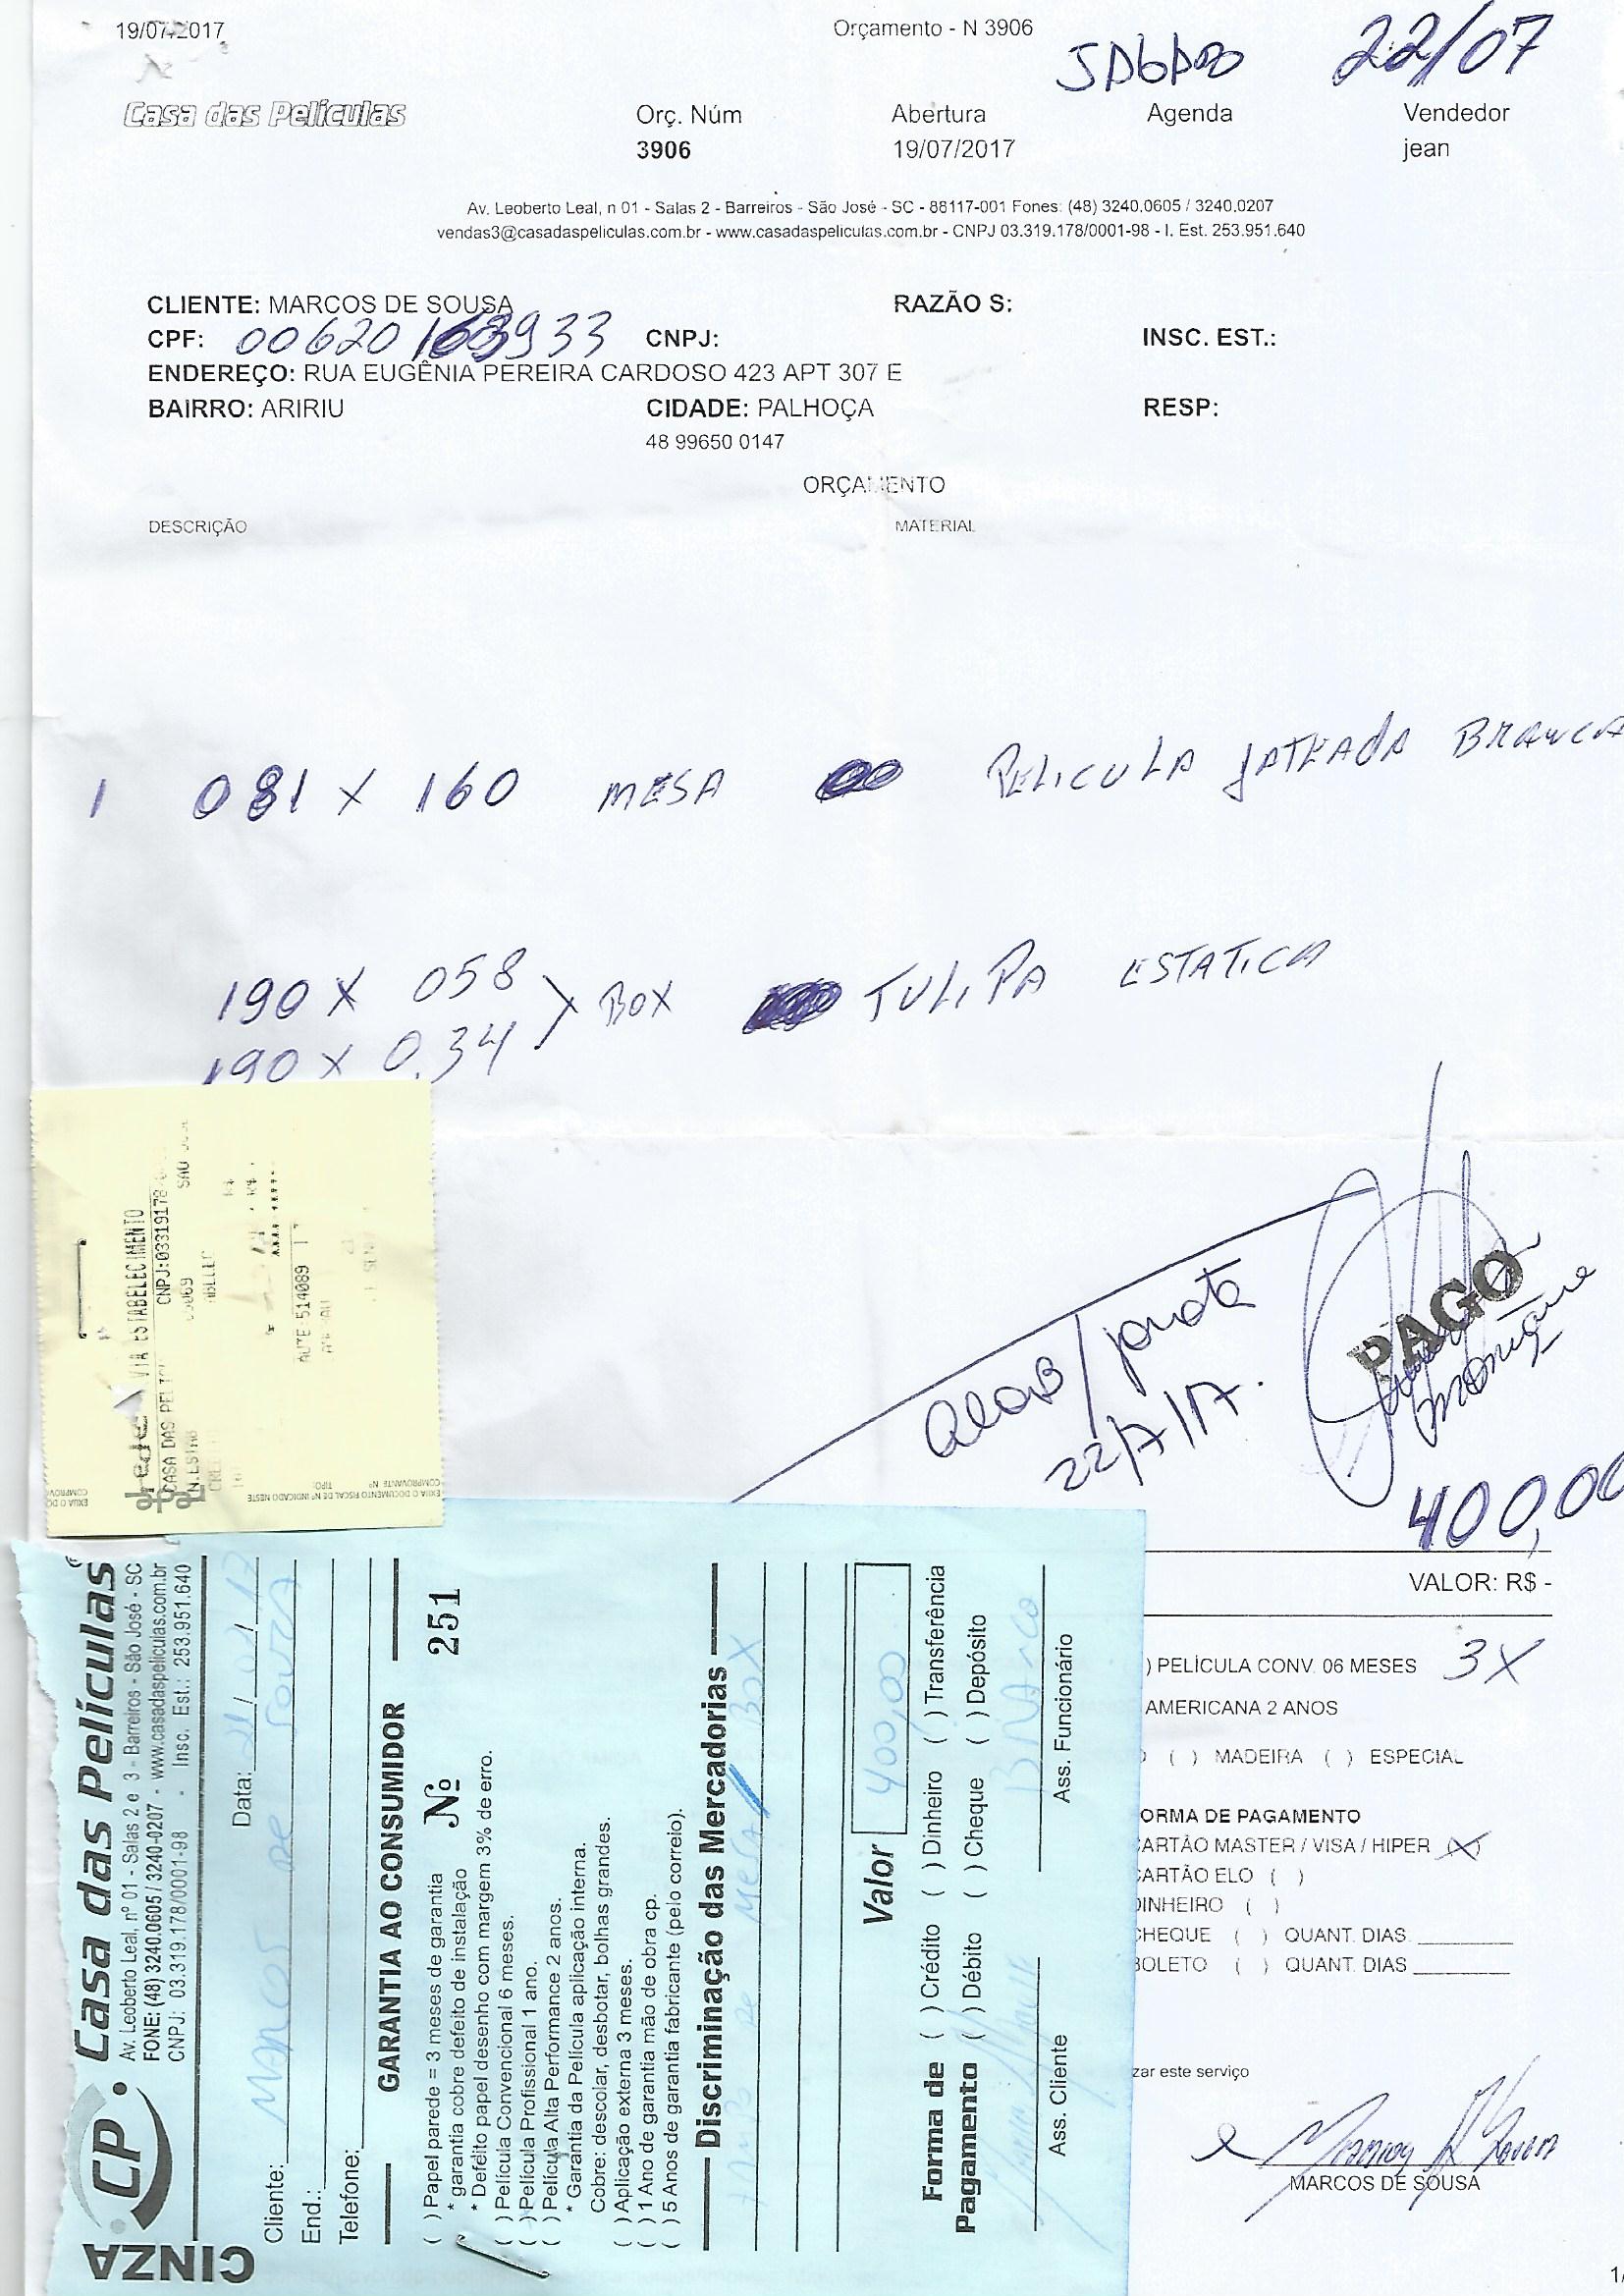 19/07/2017
Orçamento - N 3906
22/07
Casa das Películas
Orç. Núm
Abertura
Agenda
Vendedor
3906
19/07/2017
jean
Av. Leoberto Leal, n 01 - Salas 2 - Barreiros - São José - SC - 88117-001 Fones: (48) 3240.0605 / 3240.0207
vendas3@casadaspeliculas.com.br - www.casadaspeliculas.com.br - CNPJ 03.319.178/0001-98 - I. Est. 253.951.640
CLIENTE: MARCOS DE SOUSA
RAZÃO S:
CPF:
CNPJ:
INSC. EST.:
ENDEREÇO: RUA EUGÊNIA PEREIRA CARDOSO 423 APT 307 E
BAIRRO: ARIRIU
CIDADE: PALHOÇA
RESP:
48 99650 0147
ORÇAMENTO
DESCRIÇÃO
MATERIAL
1 081 X 160 MESA PELICULA JATEADA BRANCA
190 X 058
190 X 0.34
BOX TULIPA ESTATICA
VIA ESTABELECIMENTO
CNPJ:03319178
AUTE 514089
22/7/17.
PAGO
400,00
VALOR: R$ -
) PELÍCULA CONV. 06 MESES 3X
AMERICANA 2 ANOS
( ) MADEIRA ( ) ESPECIAL
ORMA DE PAGAMENTO
CARTÃO MASTER / VISA / HIPER (X)
CARTÃO ELO ( )
DINHEIRO ( )
CHEQUE ( ) QUANT. DIAS
BOLETO ( ) QUANT. DIAS
zar este serviço
MARCOS DE SOUSA
CINZA
CP
Casa das Películas
Av. Leoberto Leal, nº 01 - Salas 2 e 3 - Barreiros - São José - SC
FONE: (48) 3240.0605 / 3240-0207 - www.casadaspeliculas.com.br
CNPJ: 03.319.178/0001-98 - Insc. Est.: 253.951.640
Data:
Cliente: MARCOS DE SOUZA
End.:
Telefone:
GARANTIA AO CONSUMIDOR
( ) Papel parede = 3 meses de garantia
Nº 251
* garantia cobre defeito de instalação
* Defeito papel desenho com margem 3% de erro.
( ) Película Convencional 6 meses.
( ) Película Profissional 1 ano.
( ) Película Alta Performance 2 anos.
* Garantia da Película aplicação interna.
Cobre: descolar, desbotar, bolhas grandes.
( ) Aplicação externa 3 meses.
( ) 1 Ano de garantia mão de obra cp.
( ) 5 Anos de garantia fabricante (pelo correio).
Discriminação das Mercadorias
DE MESA / BOX
Valor 400,00
Forma de Pagamento
( ) Crédito ( ) Dinheiro ( ) Transferência
( ) Débito ( ) Cheque ( ) Depósito
Ass. Cliente
Ass. Funcionário